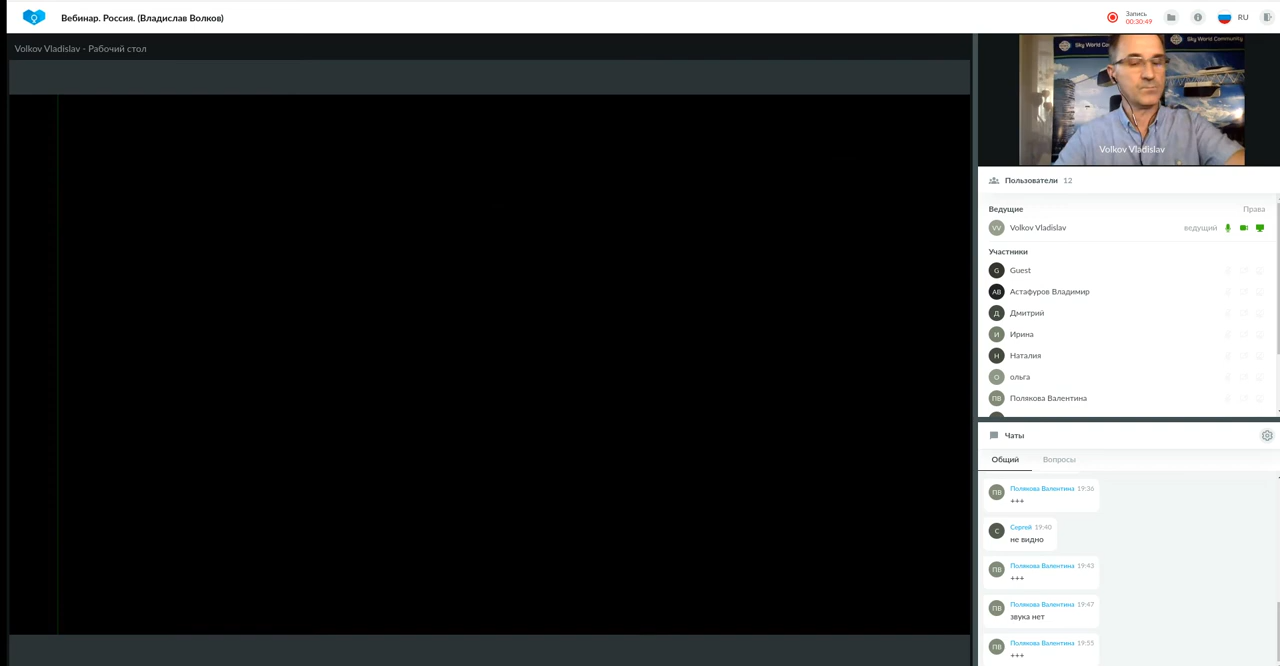 Вебинар. Россия. (Владислав Волков)
Запись
00:30:49
RU
Volkov Vladislav - Рабочий стол
Sky World Co
Sky World Community
Volkov Vladislav
Пользователи 12
Ведущие Права
VV Volkov Vladislav ведущий
Участники
G Guest
АВ Астафуров Владимир
Д Дмитрий
И Ирина
Н Наталия
О ольга
ПВ Полякова Валентина
Чаты
Общий Вопросы
ПВ Полякова Валентина 19:36
+++
С Сергей 19:40
не видно
ПВ Полякова Валентина 19:43
+++
ПВ Полякова Валентина 19:47
звука нет
ПВ Полякова Валентина 19:55
+++